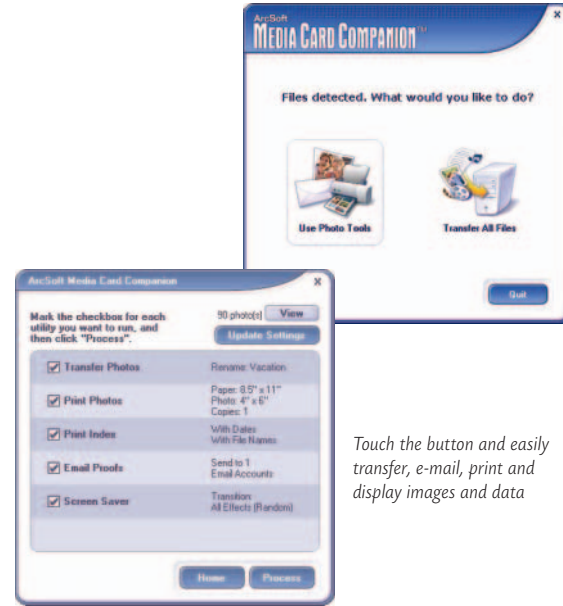 ArcSoft
MEDIA CARD COMPANION™
x
Files detected. What would you like to do?
Use Photo Tools
Transfer All Files
Quit
ArcSoft Media Card Companion
x
Mark the checkbox for each
utility you want to run, and
then click "Process".
90 photo(s)
View
Update Settings
Transfer Photos
Rename: Vacation
Print Photos
Paper: 8.5" x 11"
Photo: 4" x 6"
Copies: 1
Print Index
With Dates
With File Names
Email Proofs
Send to 1
Email Accounts
Screen Saver
Transition:
All Effects (Random)
Home
Process
Touch the button and easily
transfer, e-mail, print and
display images and data